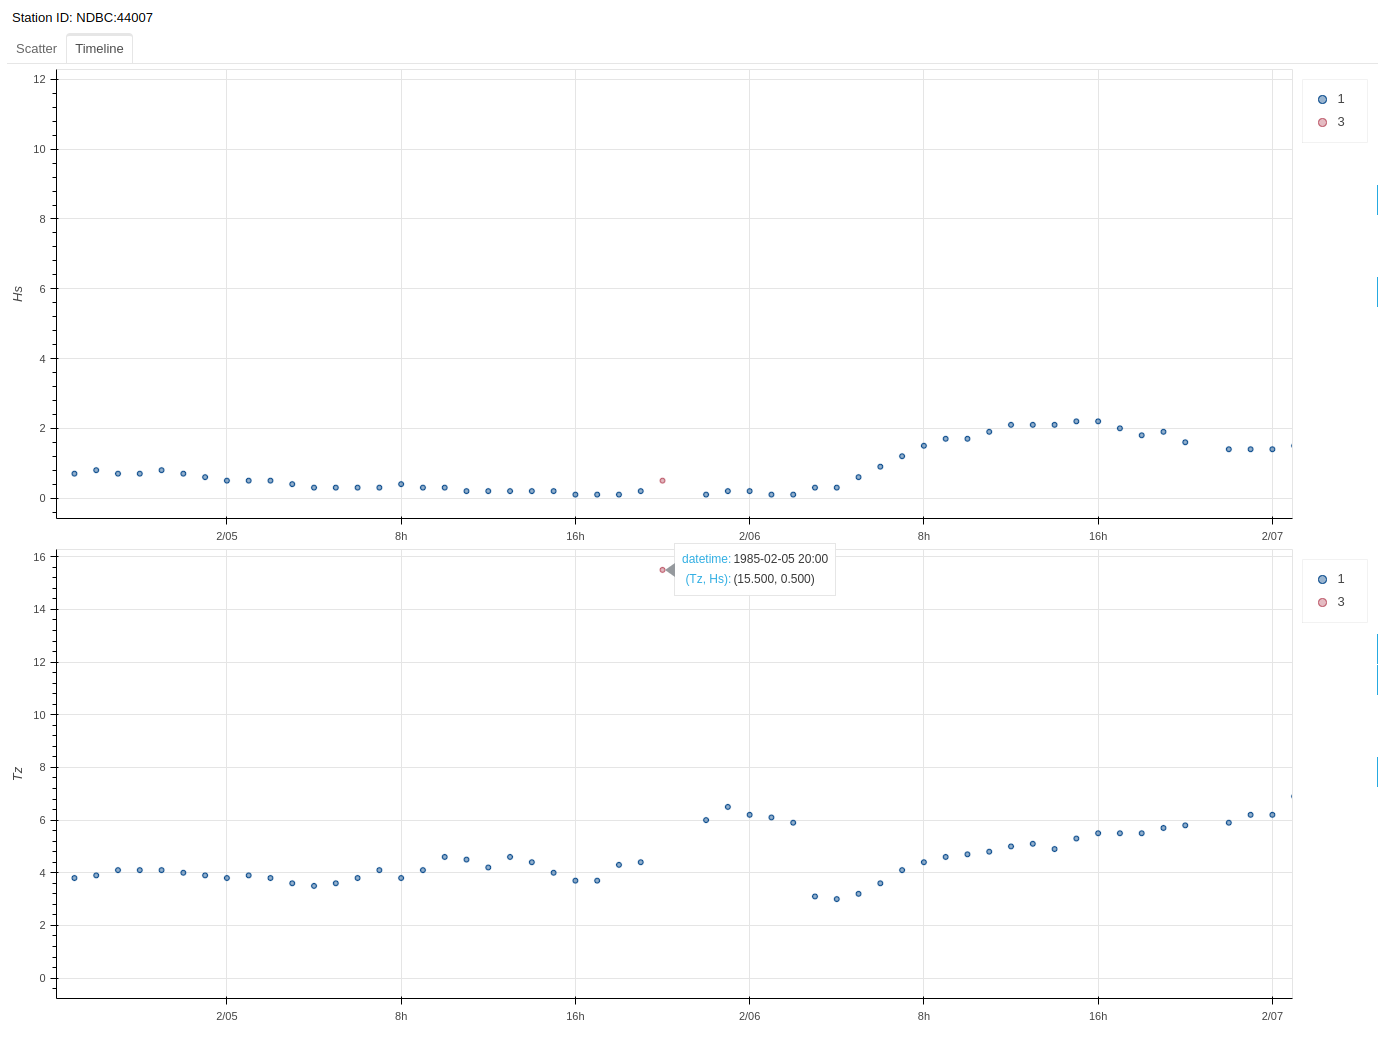 Station ID: NDBC:44007
Scatter Timeline
12
10
8
6
4
2
0
Hs
1
3
2/05 8h 16h 2/06 8h 16h 2/07
datetime: 1985-02-05 20:00
(Tz, Hs): (15.500, 0.500)
16
14
12
10
8
6
4
2
0
Tz
1
3
2/05 8h 16h 2/06 8h 16h 2/07